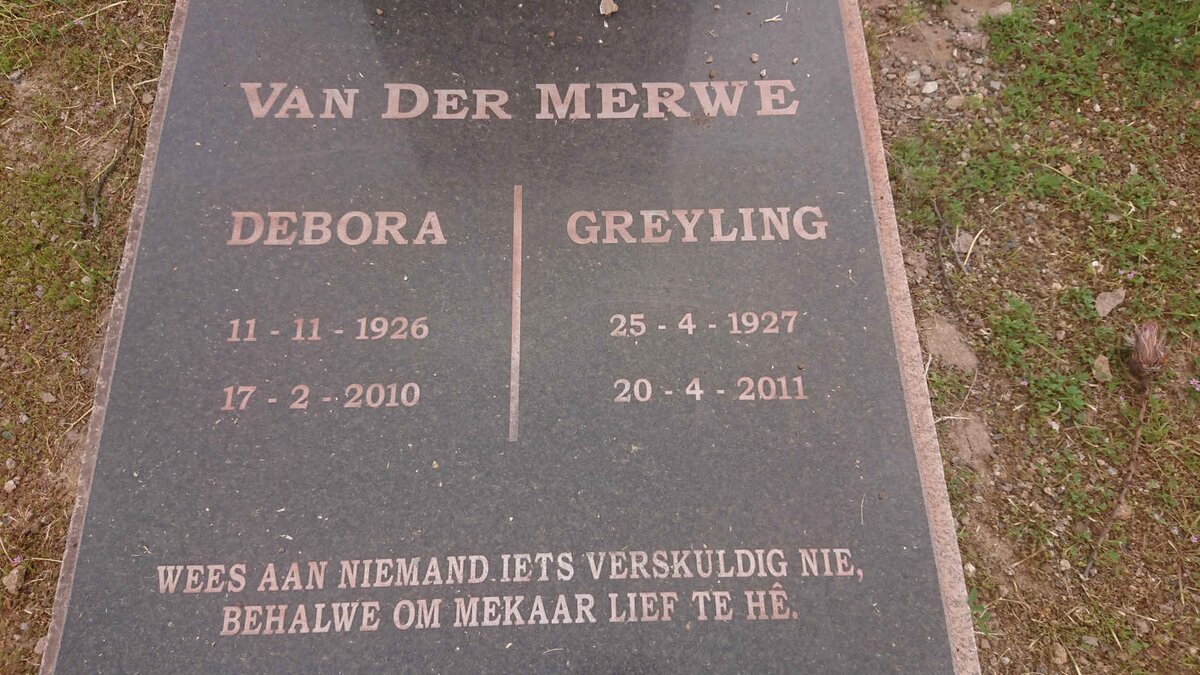 VAN DER MERWE
DEBORA
11 - 11 - 1926
17 - 2 - 2010
GREYLING
25 - 4 - 1927
20 - 4 - 2011
WEES AAN NIEMAND IETS VERSKULDIG NIE,
BEHALWE OM MEKAAR LIEF TE HÊ.